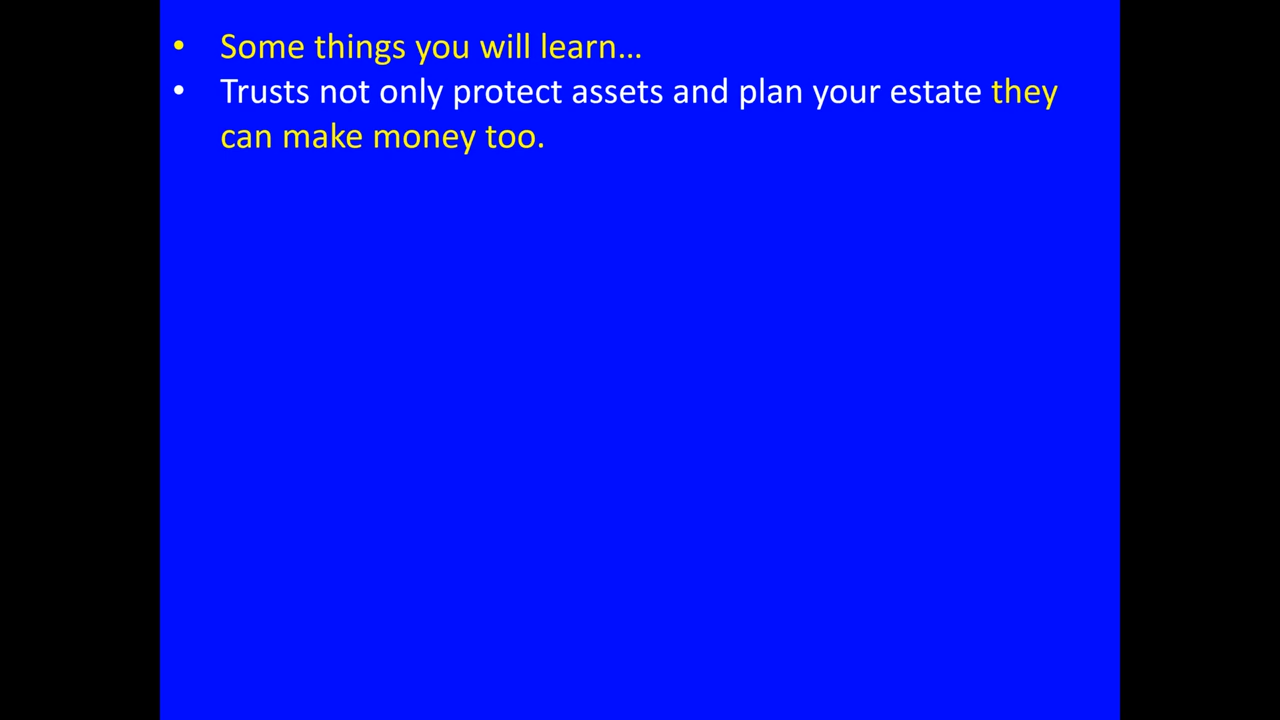 • Some things you will learn…
• Trusts not only protect assets and plan your estate they
can make money too.